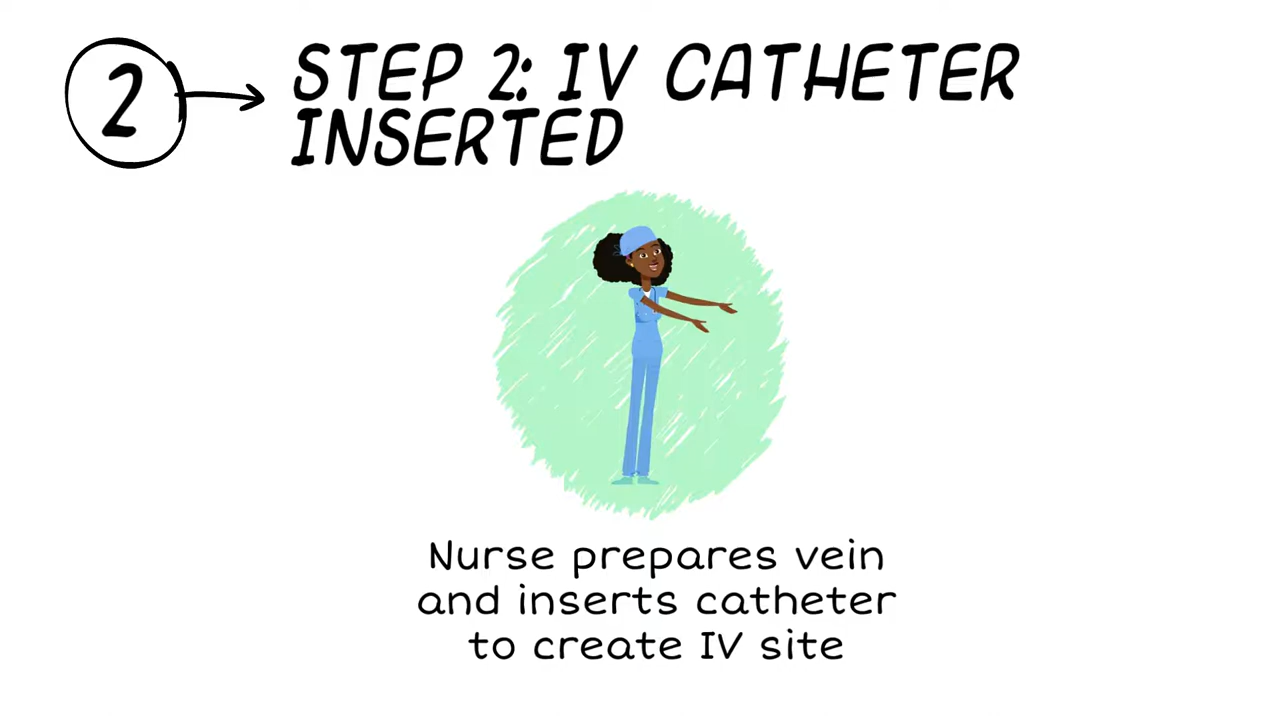 2
STEP 2: IV CATHETER
INSERTED
Nurse prepares vein
and inserts catheter
to create IV site